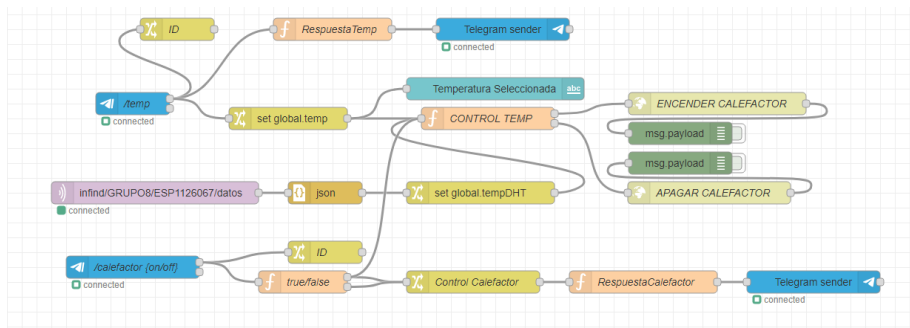 ID
RespuestaTemp
Telegram sender
connected
Temperatura Seleccionada
abc
/temp
connected
set global.temp
CONTROL TEMP
ENCENDER CALEFACTOR
msg.payload
msg.payload
infind/GRUPO8/ESP1126067/datos
connected
json
set global.tempDHT
APAGAR CALEFACTOR
ID
/calefactor {on/off}
connected
true/false
Control Calefactor
RespuestaCalefactor
Telegram sender
connected